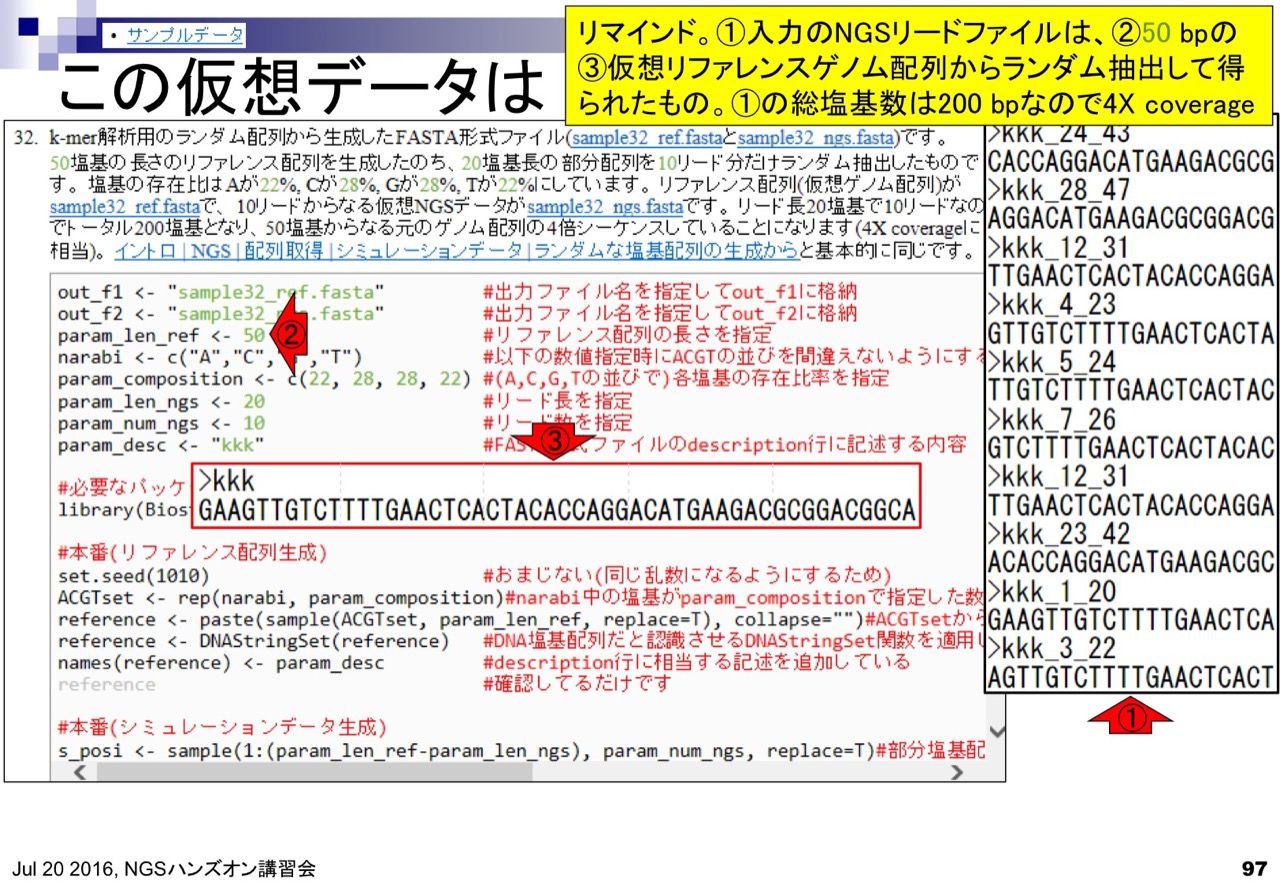 • サンプルデータ
この仮想データは
リマインド。①入力のNGSリードファイルは、②50 bpの
③仮想リファレンスゲノム配列からランダム抽出して得
られたもの。①の総塩基数は200 bpなので4X coverage
32. k-mer解析用のランダム配列から生成したFASTA形式ファイル(sample32_ref.fastaとsample32_ngs.fasta)です。
50塩基の長さのリファレンス配列を生成したのち、20塩基長の部分配列を10リード分だけランダム抽出したもので
す。塩基の存在比はAが22%, Cが28%, Gが28%, Tが22%にしています。リファレンス配列(仮想ゲノム配列)が
sample32_ref.fastaで、10リードからなる仮想NGSデータがsample32_ngs.fastaです。リード長20塩基で10リードなの
でトータル200塩基となり、50塩基からなる元のゲノム配列の4倍シーケンスしていることになります(4X coverageに
相当)。イントロ | NGS | 配列取得 | シミュレーションデータ | ランダムな塩基配列の生成からと基本的に同じです。
out_f1 <- "sample32_ref.fasta" #出力ファイル名を指定してout_f1に格納
out_f2 <- "sample32_ s.fasta" #出力ファイル名を指定してout_f2に格納
param_len_ref <- 50 #リファレンス配列の長さを指定
②
narabi <- c("A","C"," ","T") #以下の数値指定時にACGTの並びを間違えないようにする
param_composition <- c(22, 28, 28, 22) #(A,C,G,Tの並びで)各塩基の存在比率を指定
param_len_ngs <- 20 #リード長を指定
param_num_ngs <- 10 #リード数を指定
param_desc <- "kkk" #FAS ファイルのdescription行に記述する内容
③
#必要なパッケ
library(Bios
>kkk
GAAGTTGTCTTTTGAACTCACTACACCAGGACATGAAGACGCGGACGGCA
#本番(リファレンス配列生成)
set.seed(1010) #おまじない(同じ乱数になるようにするため)
ACGTset <- rep(narabi, param_composition)#narabi中の塩基がparam_compositionで指定した数
reference <- paste(sample(ACGTset, param_len_ref, replace=T), collapse="")#ACGTsetから
reference <- DNAStringSet(reference) #DNA塩基配列だと認識させるDNAStringSet関数を適用し
names(reference) <- param_desc #description行に相当する記述を追加している
reference #確認してるだけです
#本番(シミュレーションデータ生成)
s_posi <- sample(1:(param_len_ref-param_len_ngs), param_num_ngs, replace=T)#部分塩基配
>kkk_24_43
CACCAGGACATGAAGACGCG
>kkk_28_47
AGGACATGAAGACGCGGACG
>kkk_12_31
TTGAACTCACTACACCAGGA
>kkk_4_23
GTTGTCTTTTGAACTCACTA
>kkk_5_24
TTGTCTTTTGAACTCACTAC
>kkk_7_26
GTCTTTTGAACTCACTACAC
>kkk_12_31
TTGAACTCACTACACCAGGA
>kkk_23_42
ACACCAGGACATGAAGACGC
>kkk_1_20
GAAGTTGTCTTTTGAACTCA
>kkk_3_22
AGTTGTCTTTTGAACTCACT
①
Jul 20 2016, NGSハンズオン講習会
97